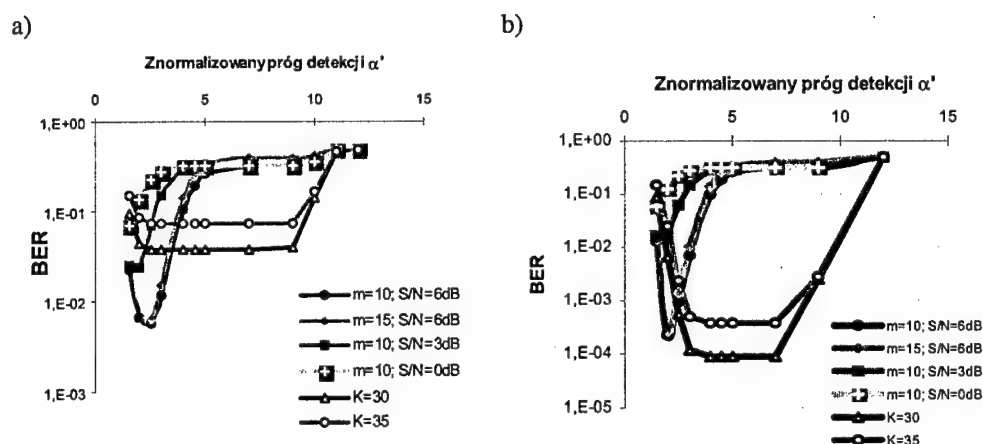 a)
Znormalizowany próg detekcji α'
0 5 10 15
1,E+00
1,E-01
1,E-02
1,E-03
BER
m=10; S/N=6dB
m=15; S/N=6dB
m=10; S/N=3dB
m=10; S/N=0dB
K=30
K=35
b)
Znormalizowany próg detekcji α'
0 5 10 15
1,E+00
1,E-01
1,E-02
1,E-03
1,E-04
1,E-05
BER
m=10; S/N=6dB
m=15; S/N=6dB
m=10; S/N=3dB
m=10; S/N=0dB
K=30
K=35